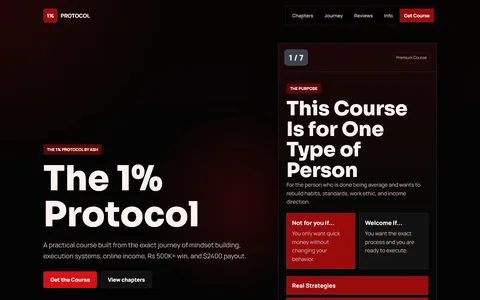 1% PROTOCOL
Chapters Journey Reviews Info Get Course
1 / 7
Premium Course
THE PURPOSE
This Course
Is for One
Type of
Person
For the person who is done being average and wants to
rebuild habits, standards, work ethic, and income
direction.
Not for you if...
You only want quick
money without
changing your
behavior.
Welcome if...
You want the exact
process and you are
ready to execute.
Real Strategies
THE 1% PROTOCOL BY ASH
The 1%
Protocol
A practical course built from the exact journey of mindset building,
execution systems, online income, Rs 500K+ win, and $2400 payout.
Get the Course View chapters